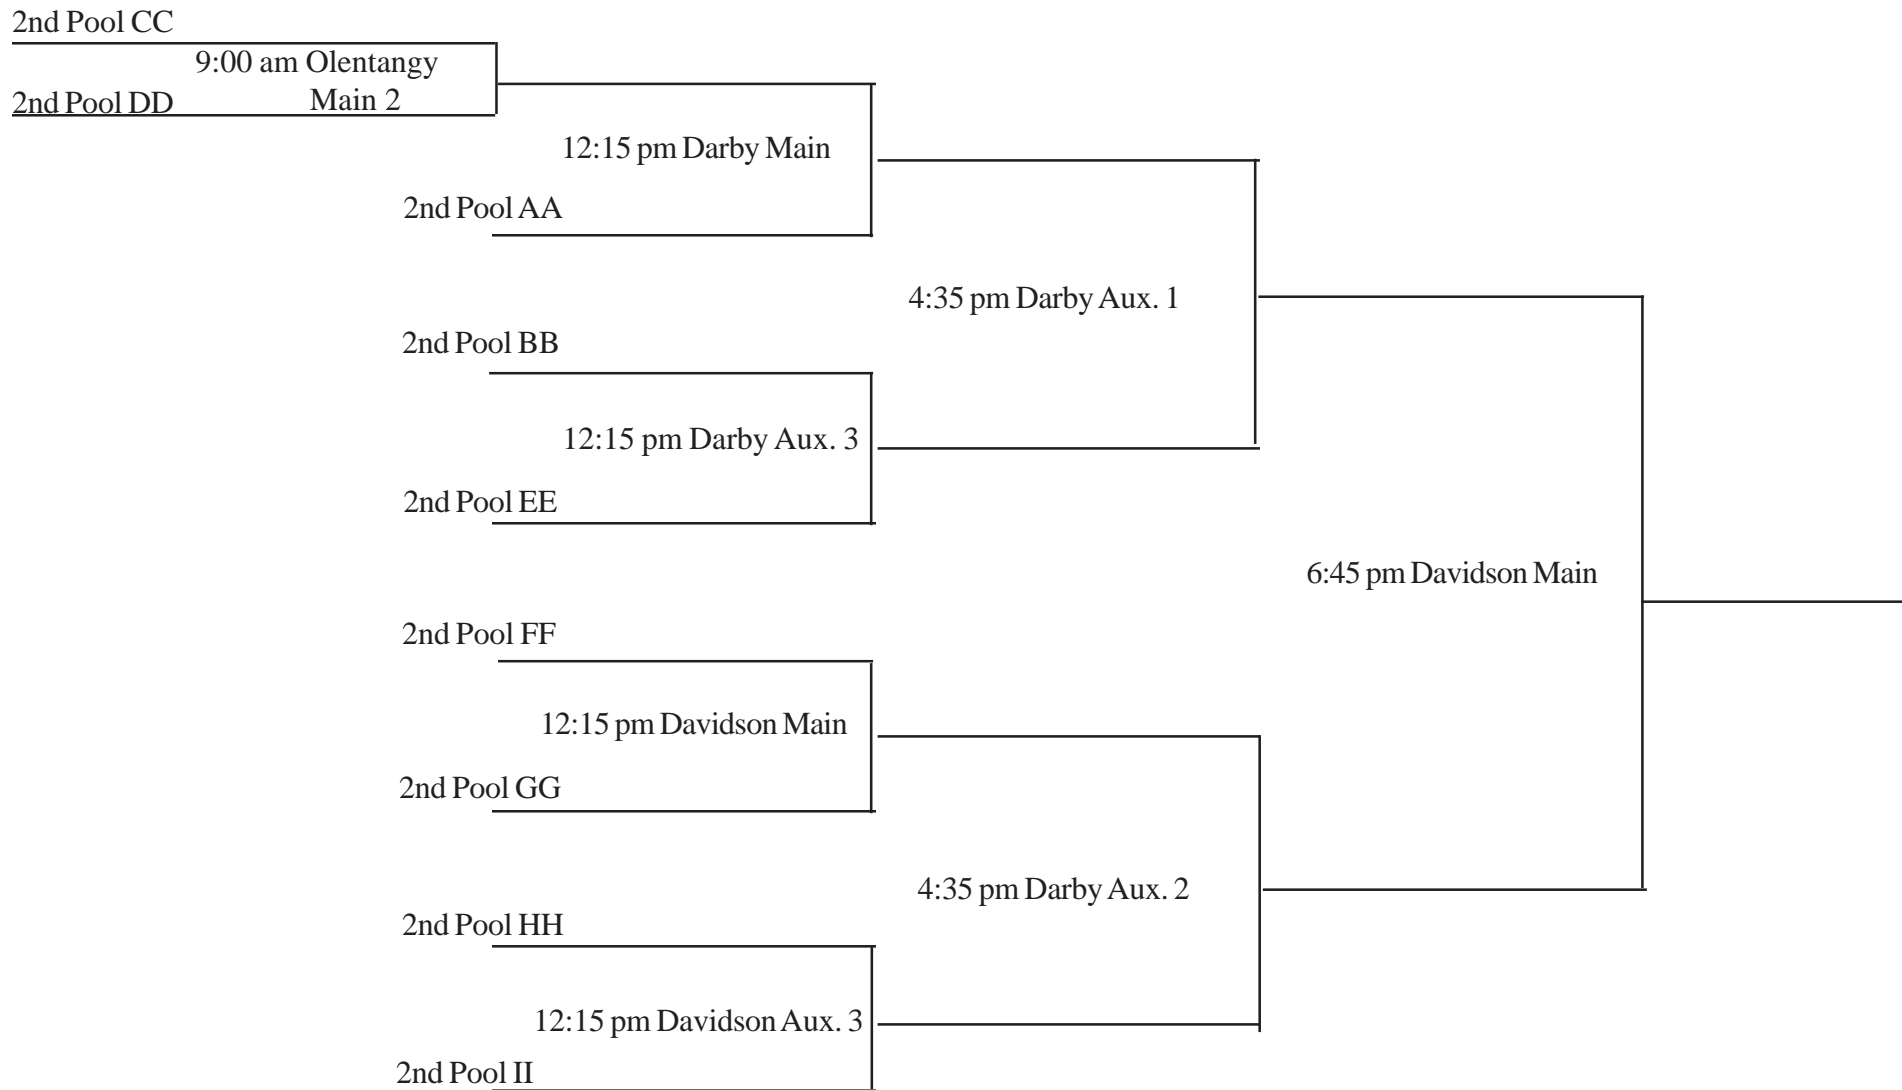 2nd Pool CC
9:00 am Olentangy
Main 2
2nd Pool DD
12:15 pm Darby Main
2nd Pool AA
4:35 pm Darby Aux. 1
2nd Pool BB
12:15 pm Darby Aux. 3
2nd Pool EE
6:45 pm Davidson Main
2nd Pool FF
12:15 pm Davidson Main
2nd Pool GG
4:35 pm Darby Aux. 2
2nd Pool HH
12:15 pm Davidson Aux. 3
2nd Pool II